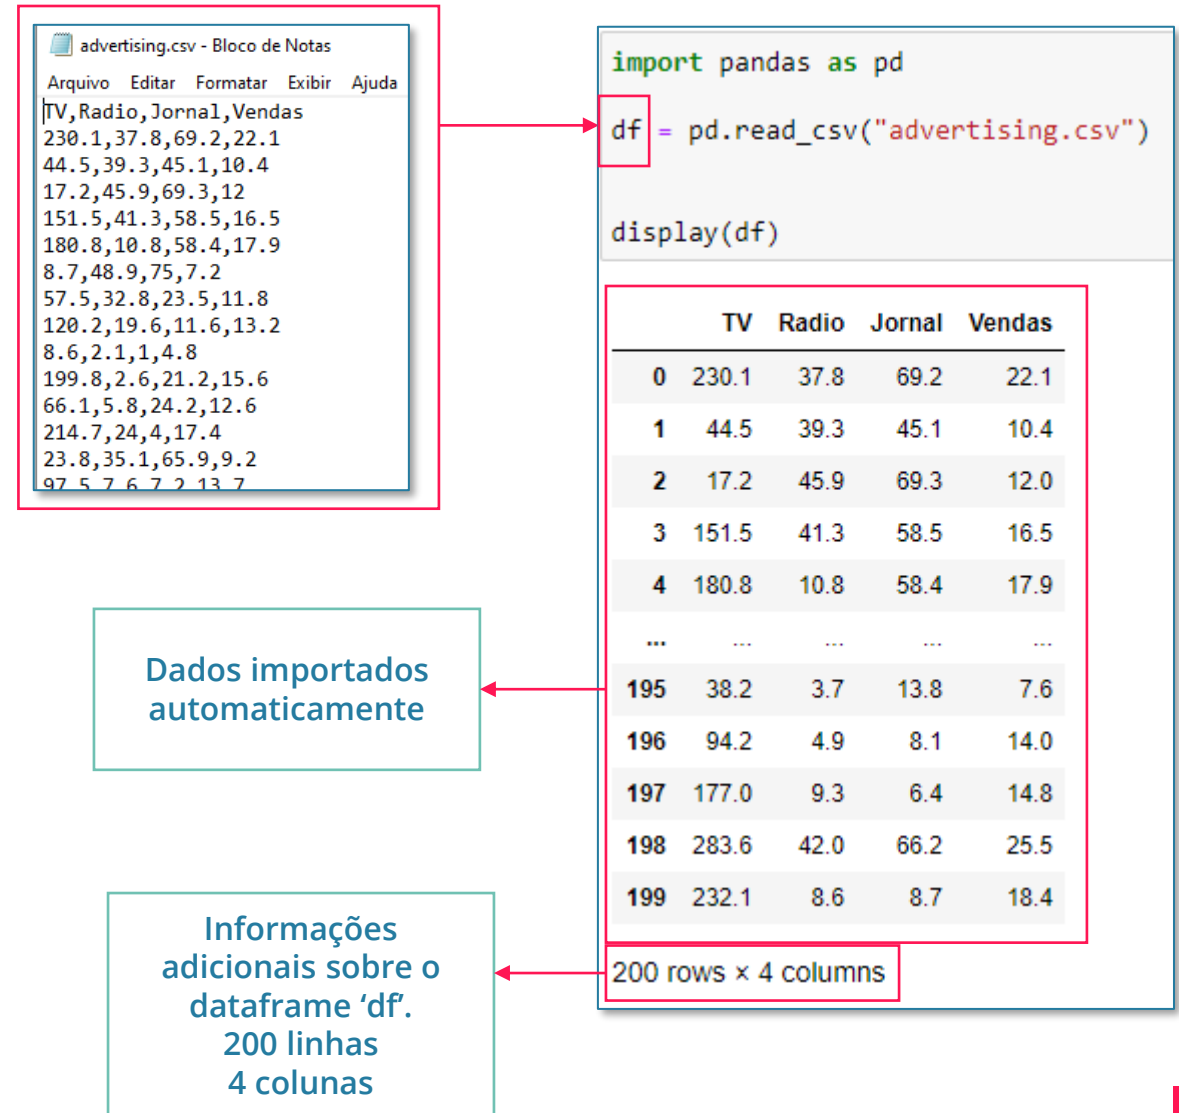 advertising.csv - Bloco de Notas
Arquivo Editar Formatar Exibir Ajuda
TV,Radio,Jornal,Vendas
230.1,37.8,69.2,22.1
44.5,39.3,45.1,10.4
17.2,45.9,69.3,12
151.5,41.3,58.5,16.5
180.8,10.8,58.4,17.9
8.7,48.9,75,7.2
57.5,32.8,23.5,11.8
120.2,19.6,11.6,13.2
8.6,2.1,1,4.8
199.8,2.6,21.2,15.6
66.1,5.8,24.2,12.6
214.7,24,4,17.4
23.8,35.1,65.9,9.2
97.5,7.6,7.2,13.7
import pandas as pd
df = pd.read_csv("advertising.csv")
display(df)
TV Radio Jornal Vendas
0 230.1 37.8 69.2 22.1
1 44.5 39.3 45.1 10.4
2 17.2 45.9 69.3 12.0
3 151.5 41.3 58.5 16.5
4 180.8 10.8 58.4 17.9
... ... ... ... ...
195 38.2 3.7 13.8 7.6
196 94.2 4.9 8.1 14.0
197 177.0 9.3 6.4 14.8
198 283.6 42.0 66.2 25.5
199 232.1 8.6 8.7 18.4
200 rows × 4 columns
Dados importados
automaticamente
Informações
adicionais sobre o
dataframe ‘df’.
200 linhas
4 colunas